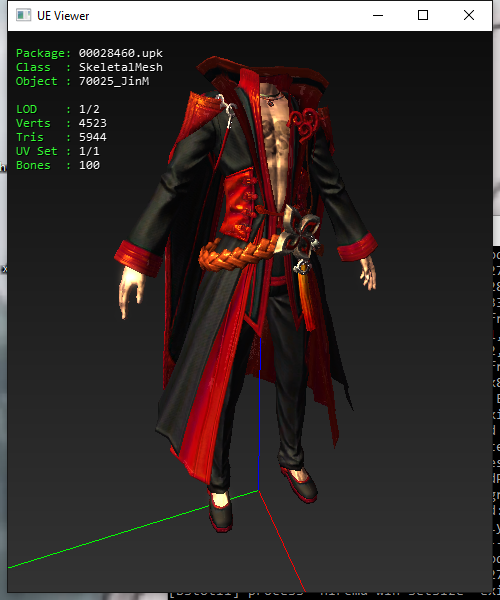 UE Viewer
Package: 00028460.upk
Class : SkeletalMesh
Object : 70025_JinM
LOD : 1/2
Verts : 4523
Tris : 5944
UV Set : 1/1
Bones : 100